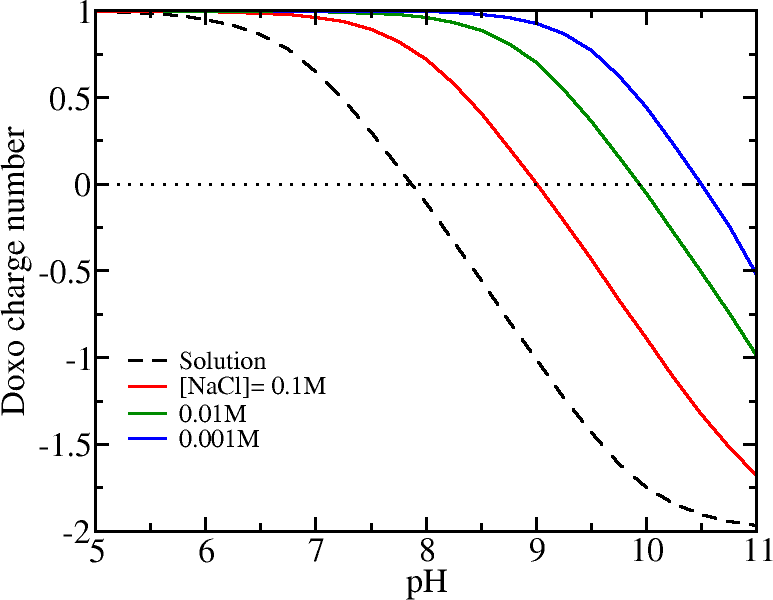 1
0.5
0
-0.5
-1
-1.5
-2
Doxo charge number
Solution
[NaCl]= 0.1M
0.01M
0.001M
5 6 7 8 9 10 11
pH